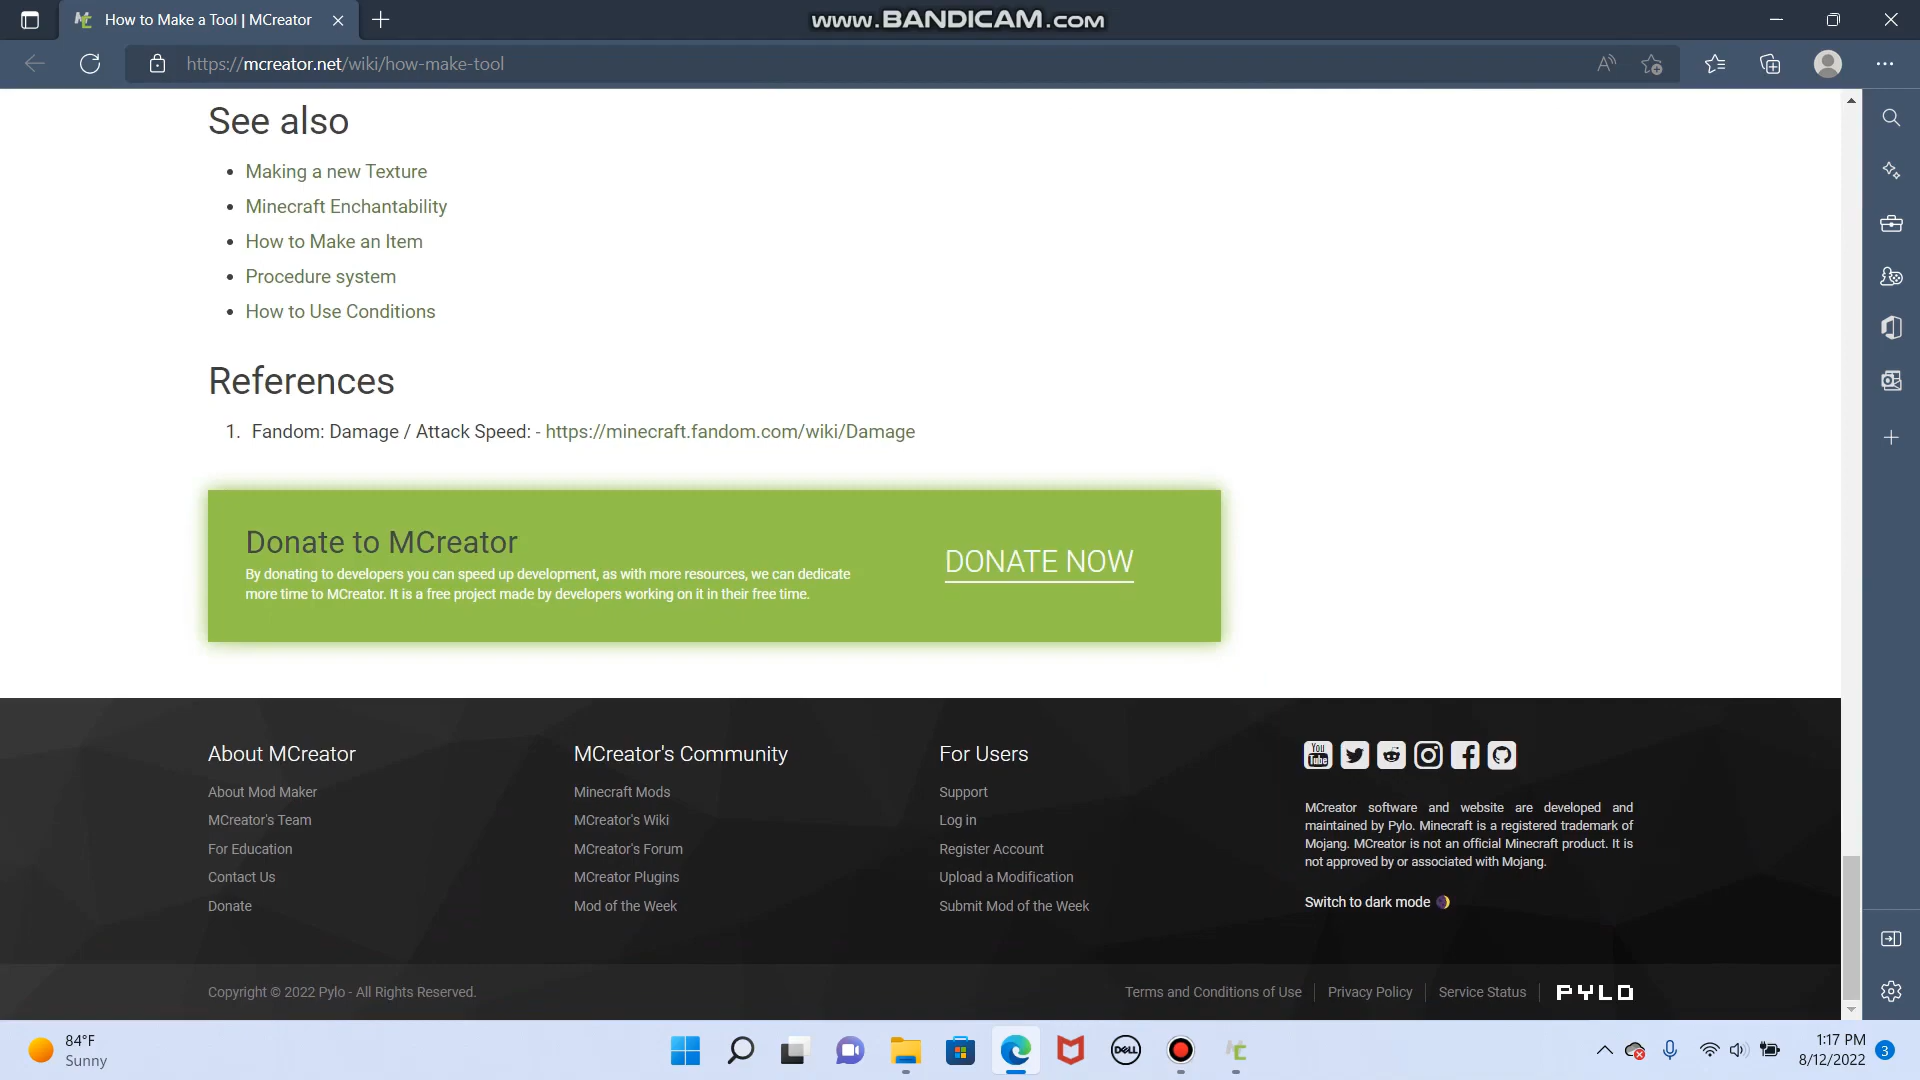 How to Make a Tool | MCreator
www.BANDICAM.com
https://mcreator.net/wiki/how-make-tool
See also
Making a new Texture
Minecraft Enchantability
How to Make an Item
Procedure system
How to Use Conditions
References
1. Fandom: Damage / Attack Speed: - https://minecraft.fandom.com/wiki/Damage
Donate to MCreator
By donating to developers you can speed up development, as with more resources, we can dedicate
more time to MCreator. It is a free project made by developers working on it in their free time.
DONATE NOW
About MCreator
About Mod Maker
MCreator's Team
For Education
Contact Us
Donate
MCreator's Community
Minecraft Mods
MCreator's Wiki
MCreator's Forum
MCreator Plugins
Mod of the Week
For Users
Support
Log in
Register Account
Upload a Modification
Submit Mod of the Week
You Tube
MCreator software and website are developed and
maintained by Pylo. Minecraft is a registered trademark of
Mojang. MCreator is not an official Minecraft product. It is
not approved by or associated with Mojang.
Switch to dark mode
Copyright © 2022 Pylo - All Rights Reserved.
Terms and Conditions of Use
Privacy Policy
Service Status
PYLO
84°F
Sunny
DELL
1:17 PM
8/12/2022
3